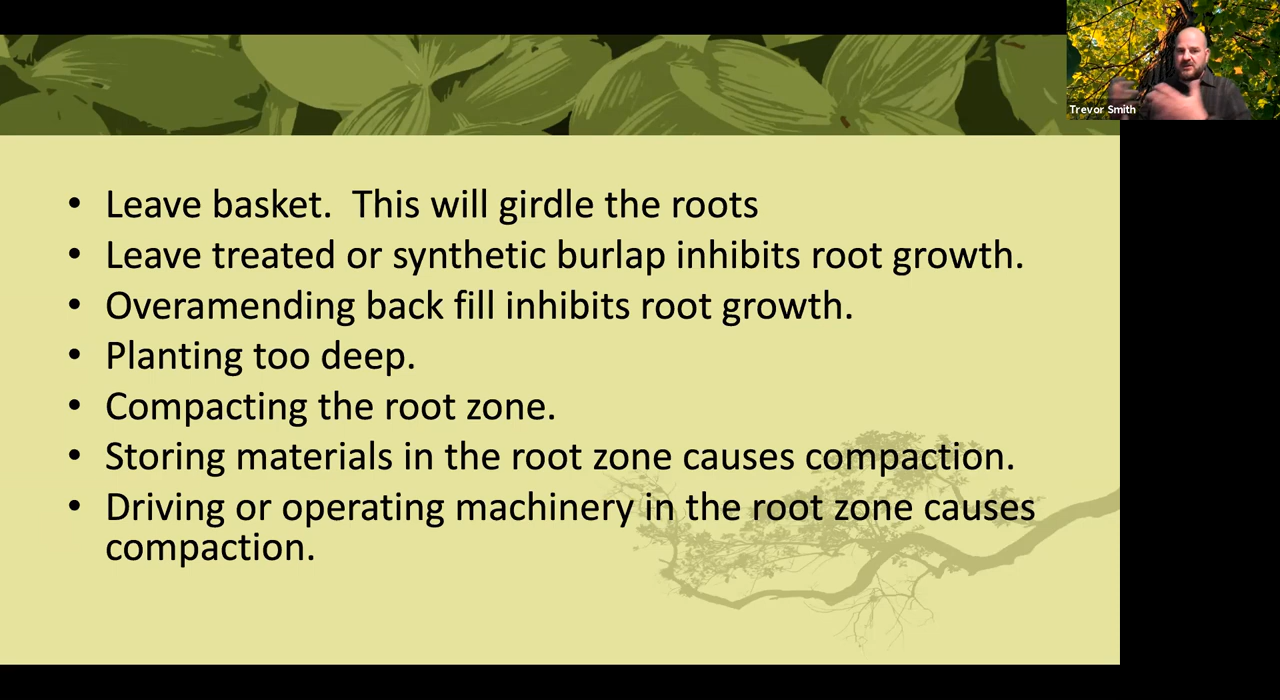 Trevor Smith
• Leave basket.  This will girdle the roots
• Leave treated or synthetic burlap inhibits root growth.
• Overamending back fill inhibits root growth.
• Planting too deep.
• Compacting the root zone.
• Storing materials in the root zone causes compaction.
• Driving or operating machinery in the root zone causes
compaction.